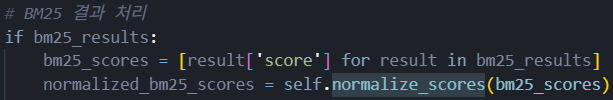 # BM25 결과 처리
if bm25_results:
    bm25_scores = [result['score'] for result in bm25_results]
    normalized_bm25_scores = self.normalize_scores(bm25_scores)